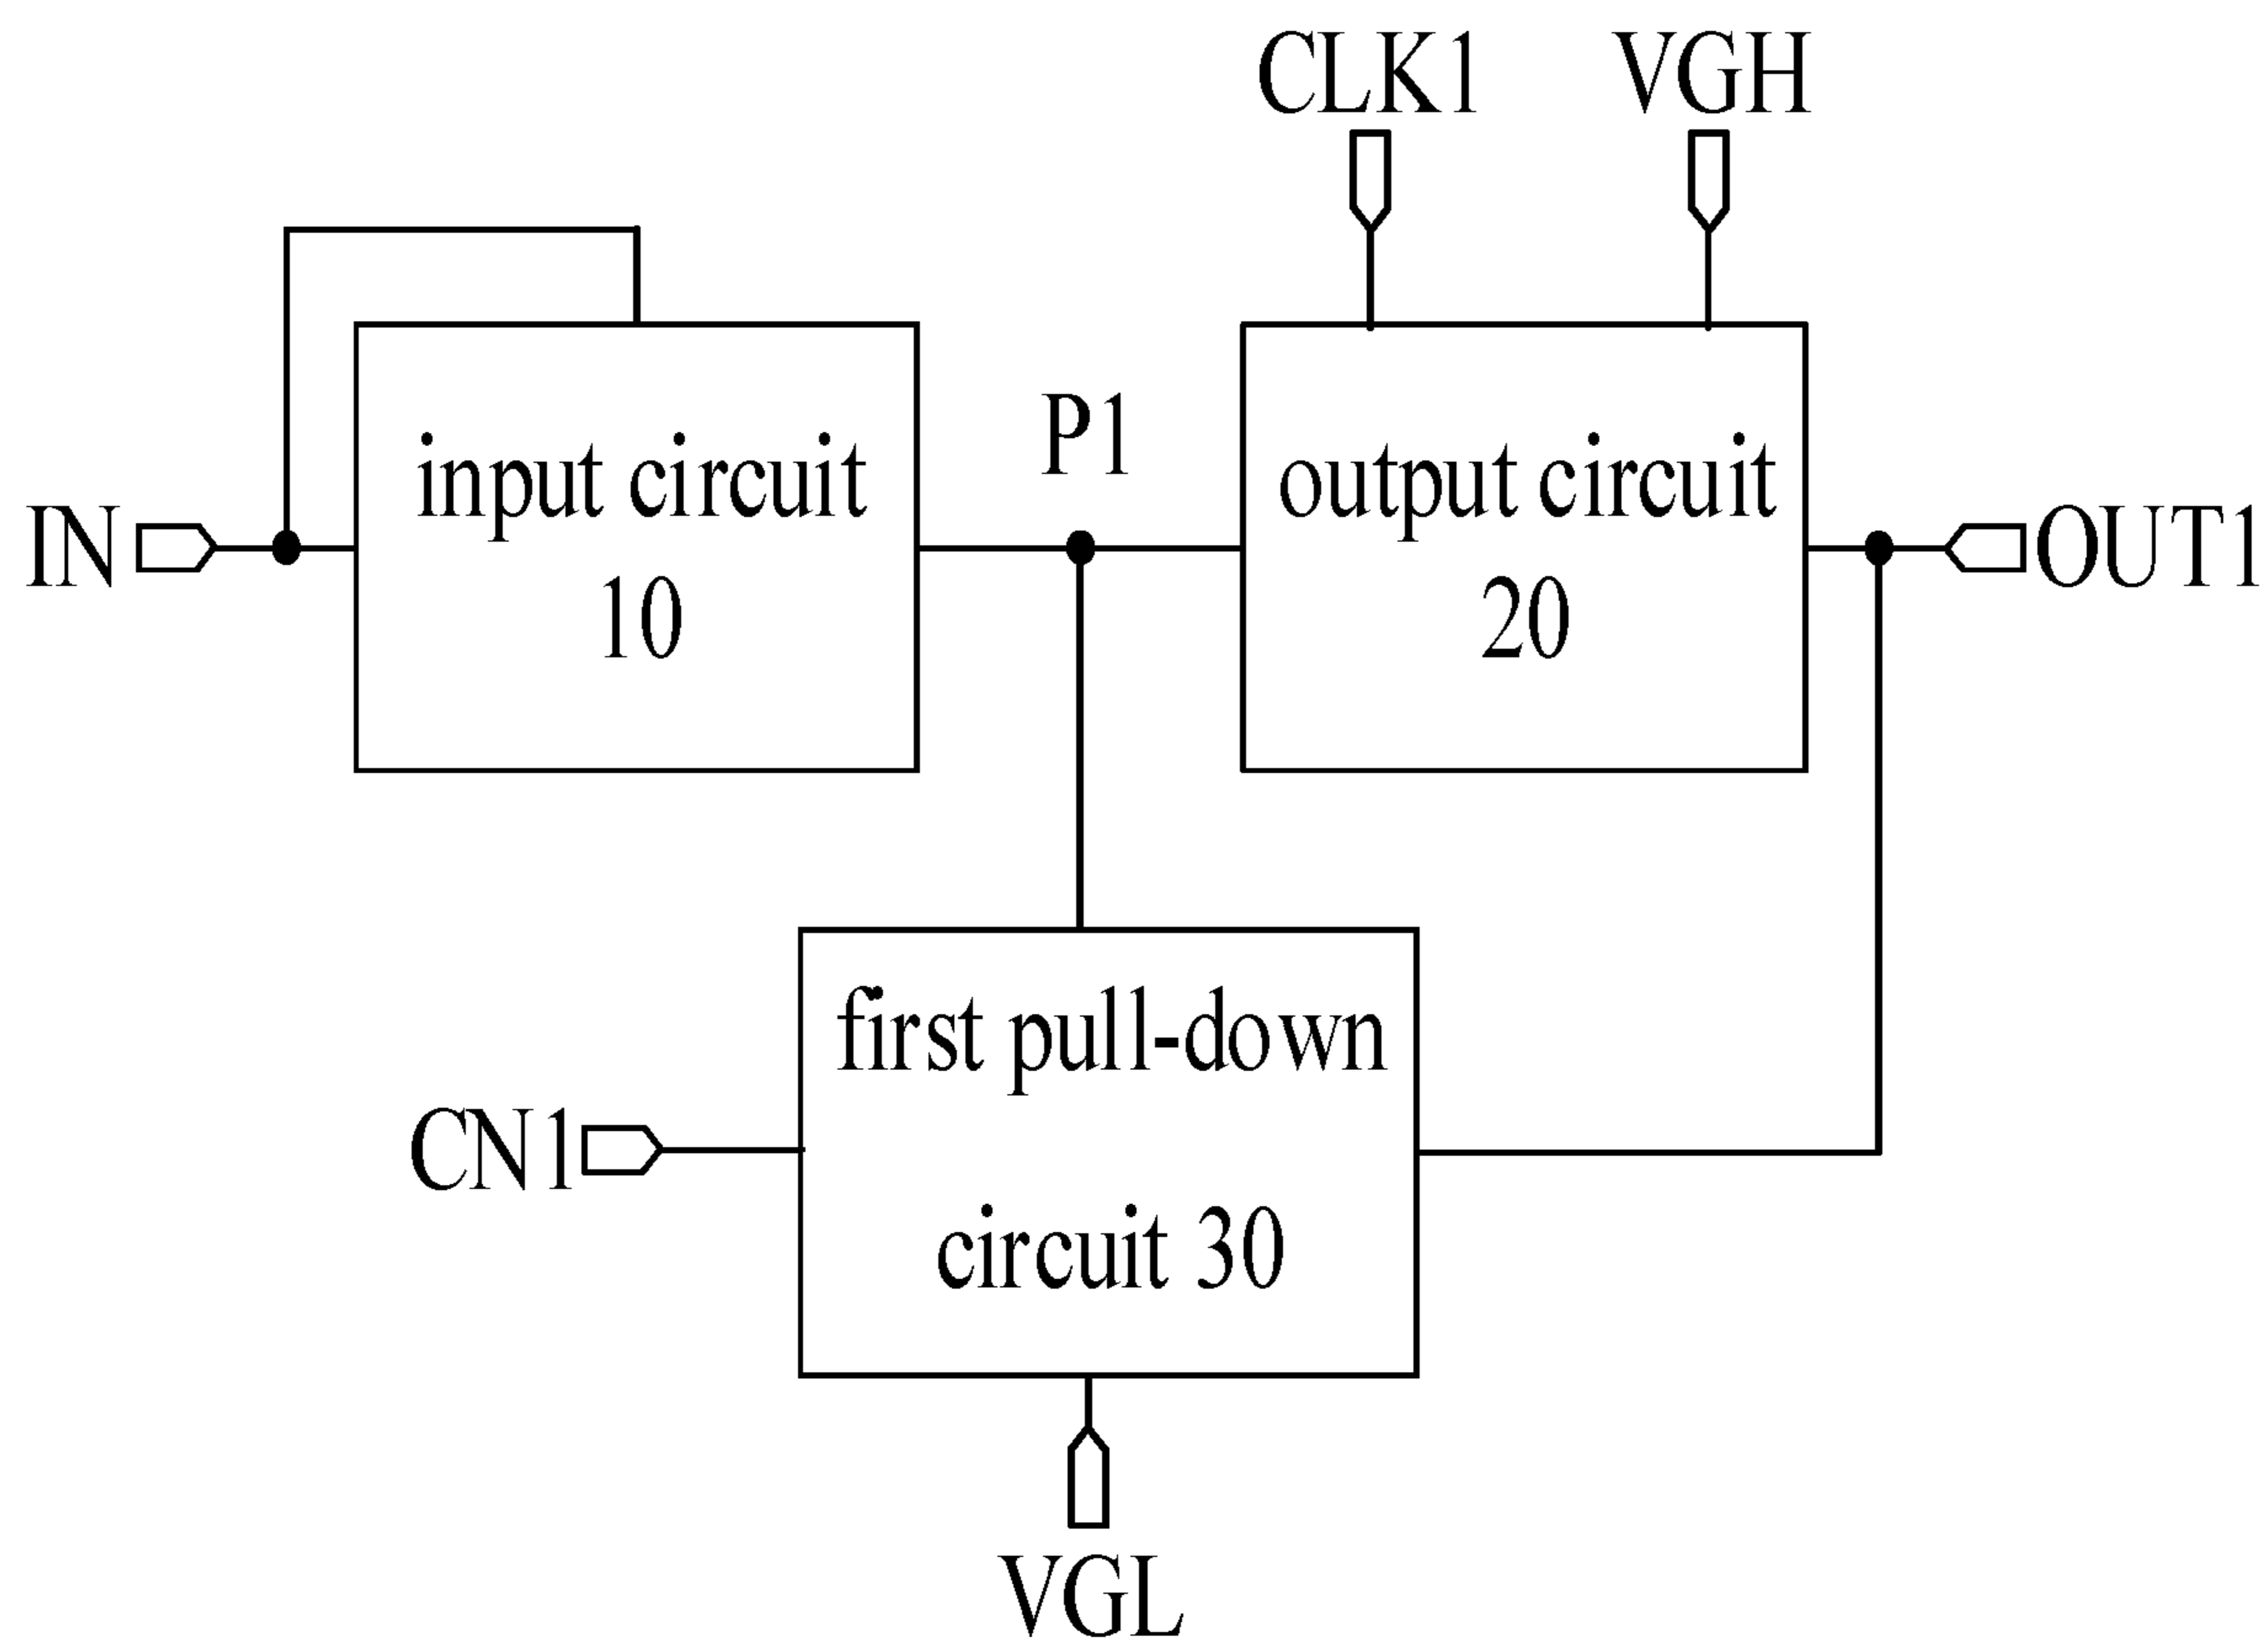 CLK1
VGH
P1
input circuit
10
output circuit
20
IN
OUT1
first pull-down
circuit 30
CN1
VGL